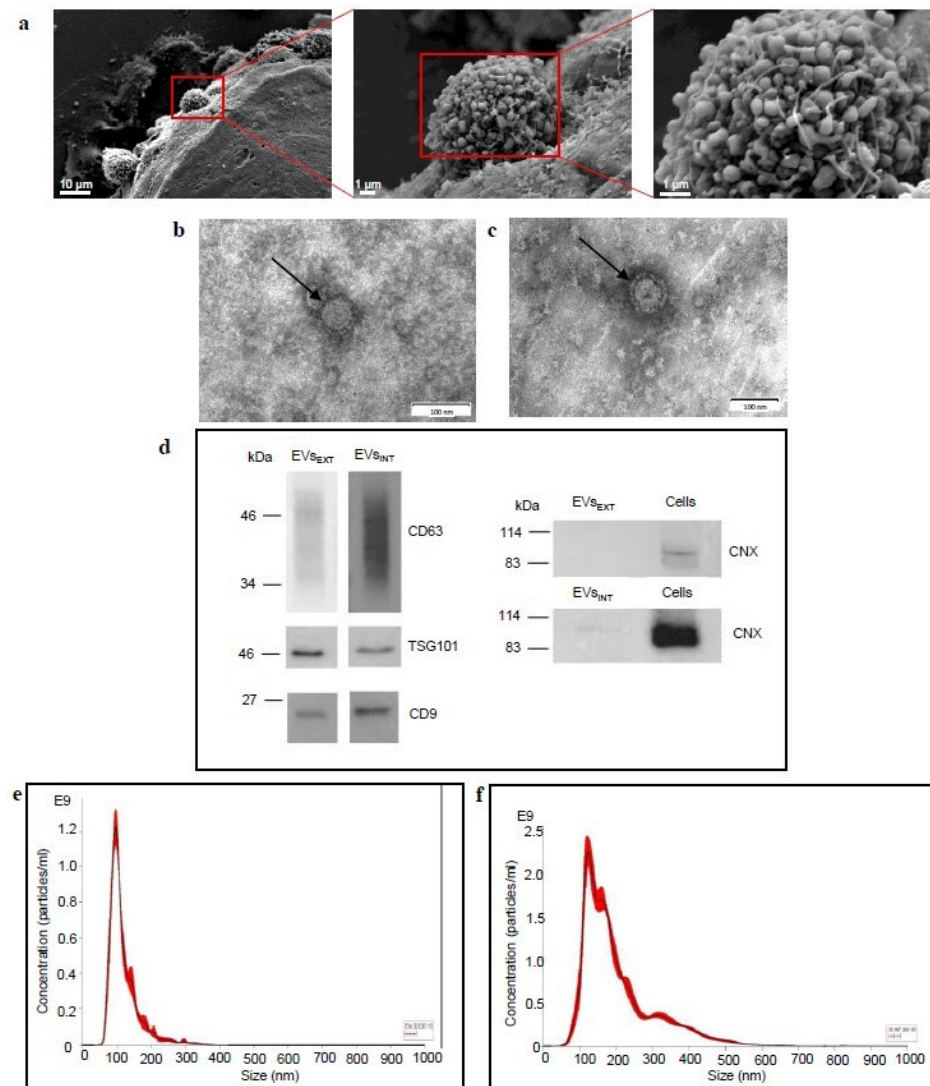 a
10 µm
1 µm
1 µm
b
c
100 nm
100 nm
d
kDa
EVsEXT
EVsINT
46
34
CD63
46
TSG101
27
CD9
kDa
EVsEXT
Cells
114
83
CNX
EVsINT
Cells
114
83
CNX
e
E9
Concentration (particles/ml)
1.2
1.0
0.8
0.6
0.4
0.2
0
0 100 200 300 400 500 600 700 800 900 1000
Size (nm)
f
E9
Concentration (particles/ml)
2.5
2.0
1.5
1.0
0.5
0
0 100 200 300 400 500 600 700 800 900 1000
Size (nm)